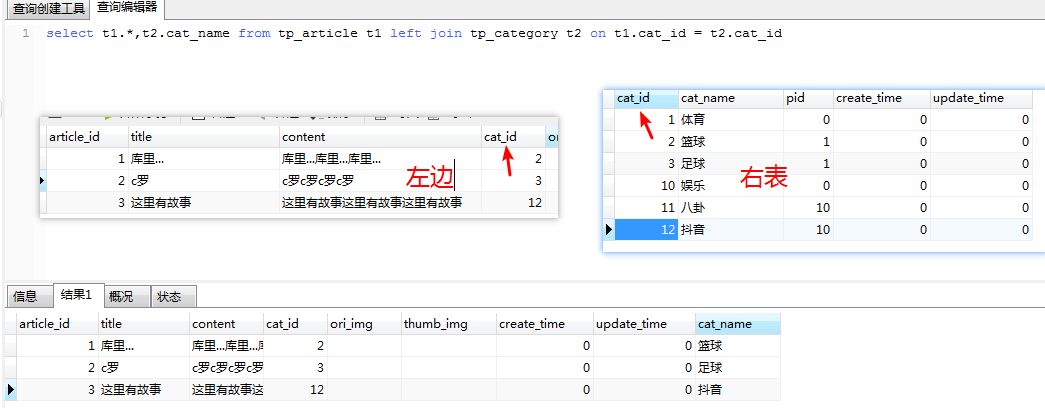 查询创建工具 查询编辑器
1 select t1.*,t2.cat_name from tp_article t1 left join tp_category t2 on t1.cat_id = t2.cat_id
article_id title content cat_id
1 库里... 库里...库里...库里... 2
2 c罗 c罗c罗c罗c罗 3
3 这里有故事 这里有故事这里有故事这里有故事 12
左边
cat_id cat_name pid create_time update_time
1 体育 0 0 0
2 篮球 1 0 0
3 足球 1 0 0
10 娱乐 0 0 0
11 八卦 10 0 0
12 抖音 10 0 0
右表
信息 结果1 概况 状态
article_id title content cat_id ori_img thumb_img create_time update_time cat_name
1 库里... 库里...库里... 2 0 0 篮球
2 c罗 c罗c罗c罗c罗 3 0 0 足球
3 这里有故事 这里有故事这 12 0 0 抖音